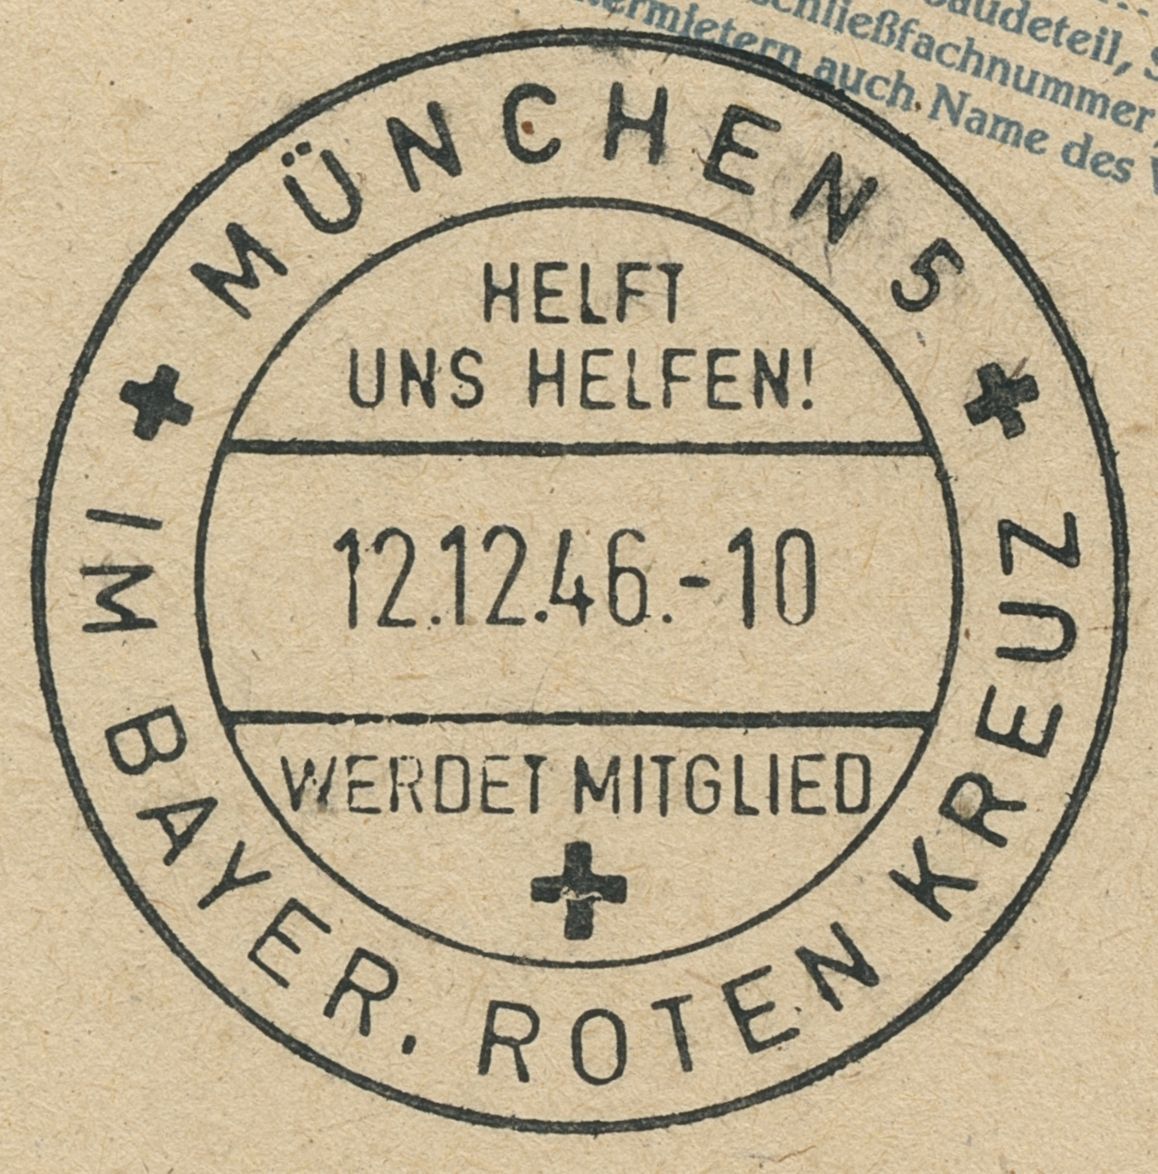 Gebäudeteil,
Schließfachnummer
auch Name des
MÜNCHEN 5
HELFT
UNS HELFEN!
12.12.46.-10
WERDET MITGLIED
IM BAYER. ROTEN KREUZ